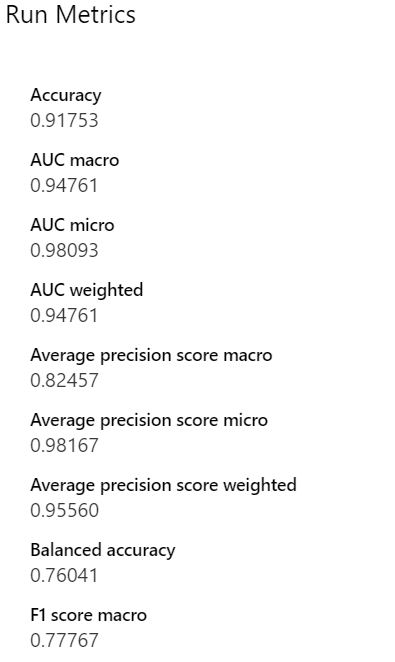 Run Metrics
Accuracy
0.91753
AUC macro
0.94761
AUC micro
0.98093
AUC weighted
0.94761
Average precision score macro
0.82457
Average precision score micro
0.98167
Average precision score weighted
0.95560
Balanced accuracy
0.76041
F1 score macro
0.77767